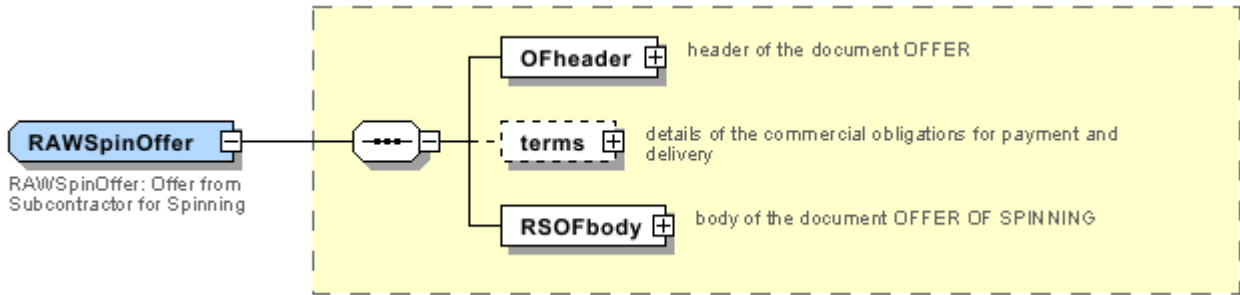 OFheader
header of the document OFFER
RAWSpinOffer
terms
details of the commercial obligations for payment and
delivery
RAWSpinOffer: Offer from
Subcontractor for Spinning
RSOFbody
body of the document OFFER OF SPINNING